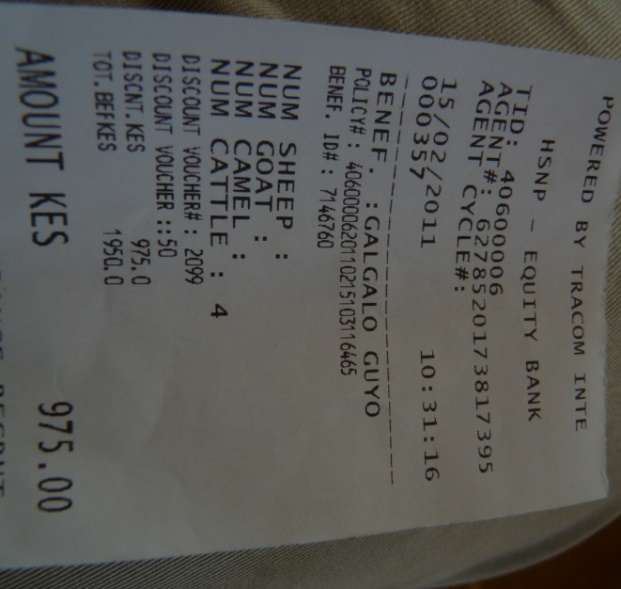 POWERED BY TRACOM INTE
HSNP - EQUITY BANK
TID: 40600006
AGENT#: 6278520173817395
AGENT CYCLE#:
15/02/2011 10:31:16
000357
BENEF. :GALGALO GUYO
POLICY#: 4060000620110215103116465
BENEF. ID#: 7146760
NUM SHEEP :
NUM GOAT :
NUM CAMEL :
NUM CATTLE : 4
DISCOUNT VOUCHER#: 2099
DISCOUNT VOUCHER ::50
DISCNT.KES 975.0
TOT.BEFKES 1950.0
AMOUNT KES 975.00